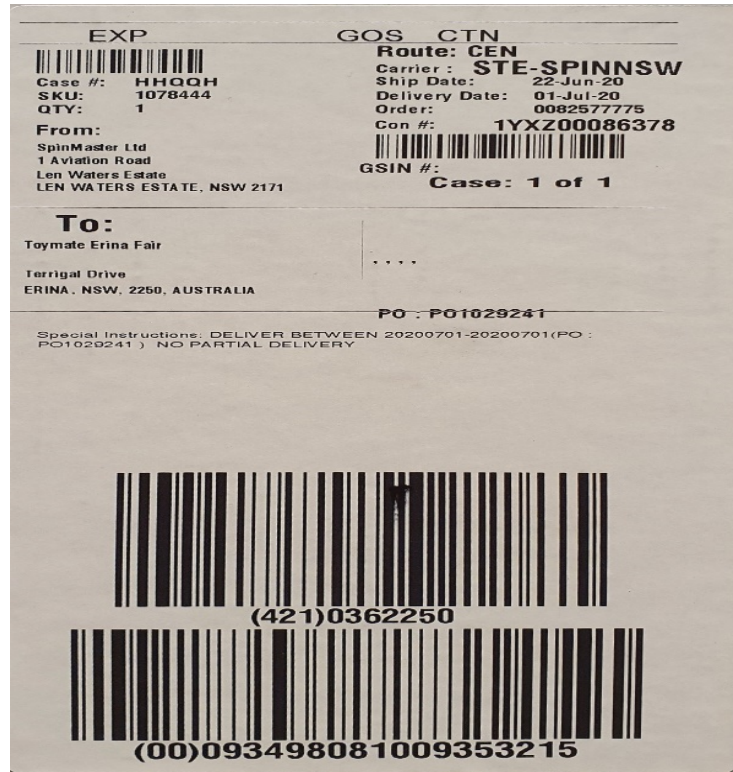 EXP GOS CTN
Route: CEN
Carrier : STE-SPINNSW
Case #: HHQQH
Ship Date: 22-Jun-20
SKU: 1078444
Delivery Date: 01-Jul-20
QTY: 1
Order: 0082577775
From:
Con #: 1YXZ00086378
SpinMaster Ltd
1 Aviation Road
Len Waters Estate
LEN WATERS ESTATE, NSW 2171
GSIN #:
Case: 1 of 1
To:
Toymate Erina Fair
. . . .
Terrigal Drive
ERINA, NSW, 2250, AUSTRALIA
PO : PO1029241
Special Instructions: DELIVER BETWEEN 20200701-20200701(PO :
PO1029241 ) NO PARTIAL DELIVERY
(421)0362250
(00)093498081009353215